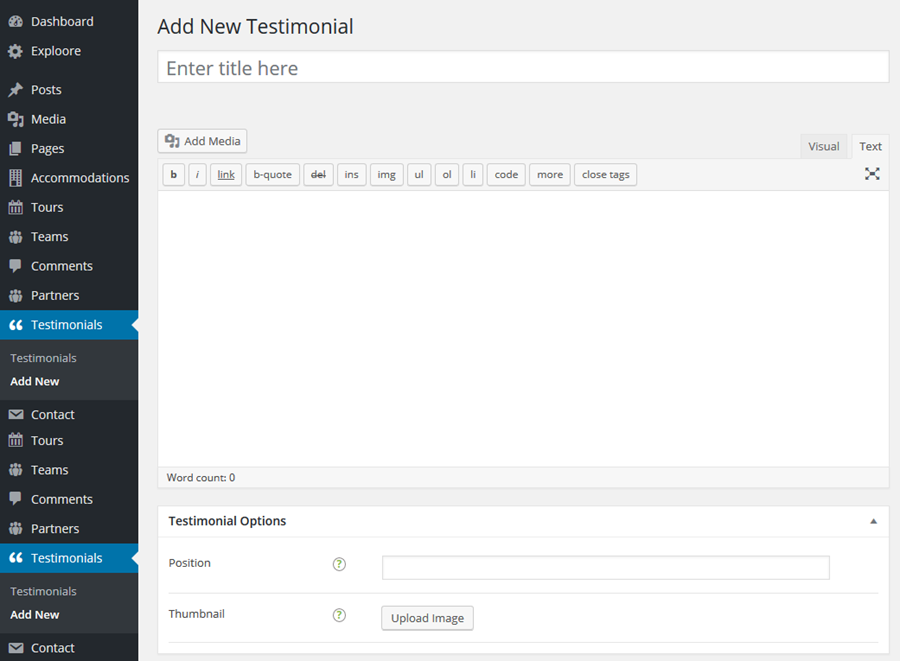 Dashboard
Exploore
Posts
Media
Pages
Accommodations
Tours
Teams
Comments
Partners
Testimonials
Testimonials
Add New
Contact
Tours
Teams
Comments
Partners
Testimonials
Testimonials
Add New
Contact
Add New Testimonial
Enter title here
Add Media
Visual Text
b i link b-quote del ins img ul ol li code more close tags
Word count: 0
Testimonial Options
Position ?
Thumbnail ? Upload Image